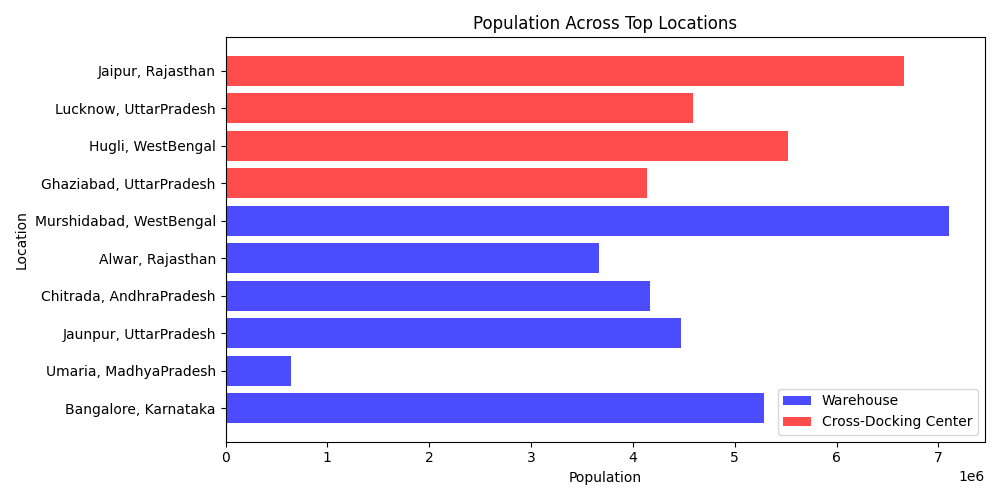 Population Across Top Locations
Jaipur, Rajasthan
Lucknow, UttarPradesh
Hugli, WestBengal
Ghaziabad, UttarPradesh
Murshidabad, WestBengal
Alwar, Rajasthan
Chitrada, AndhraPradesh
Jaunpur, UttarPradesh
Umaria, MadhyaPradesh
Bangalore, Karnataka
Location
Warehouse
Cross-Docking Center
0 1 2 3 4 5 6 7
1e6
Population